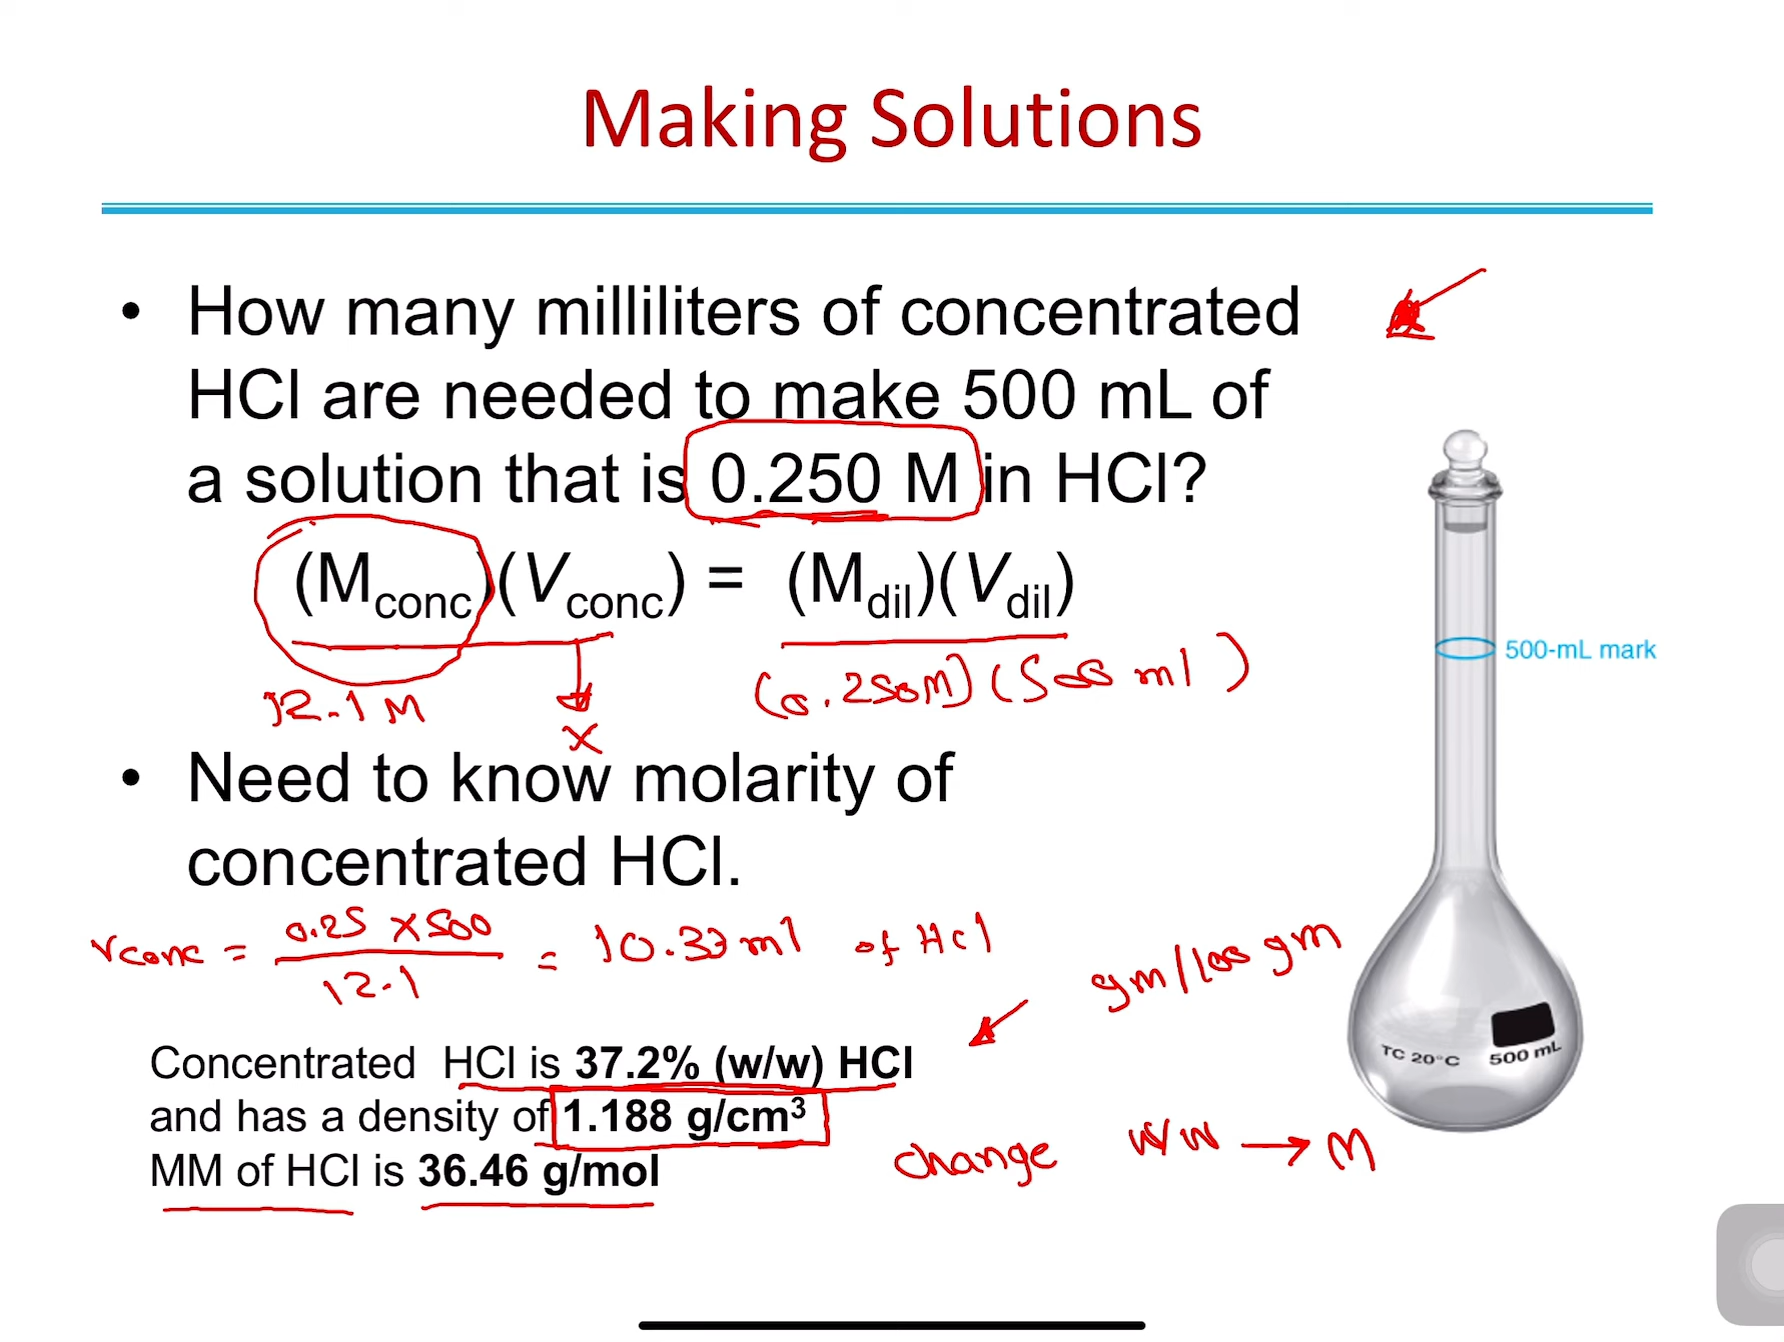 Making Solutions
• How many milliliters of concentrated
HCl are needed to make 500 mL of
a solution that is 0.250 M in HCl?
(Mconc)(Vconc) = (Mdil)(Vdil)
12.1 M
x
(0.250M) (500 ml)
500-mL mark
• Need to know molarity of
concentrated HCl.
Vconc = 0.25 x 500
12.1
= 10.33 ml of HCl
gm/100 gm
Concentrated HCl is 37.2% (w/w) HCl
and has a density of 1.188 g/cm³
MM of HCl is 36.46 g/mol
change w/w → M
TC 20°C 500 mL